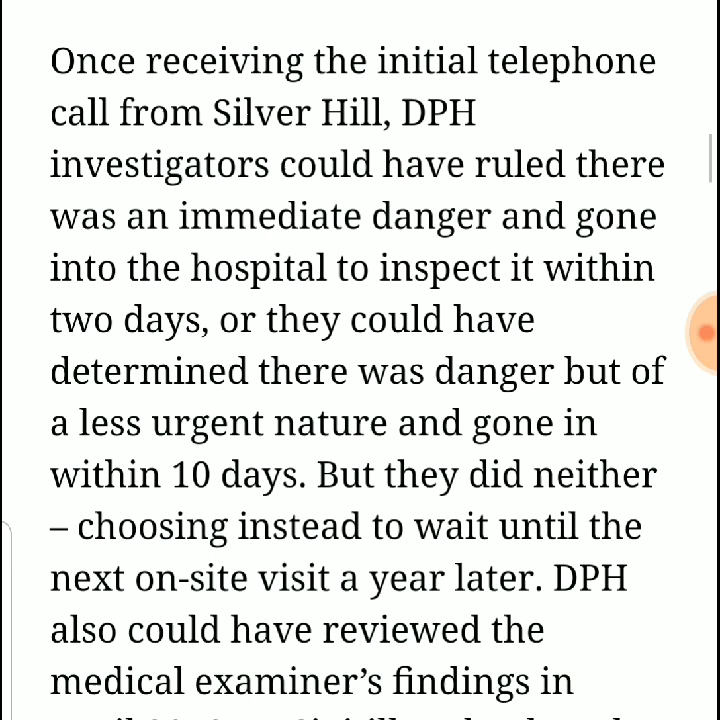 Once receiving the initial telephone
call from Silver Hill, DPH
investigators could have ruled there
was an immediate danger and gone
into the hospital to inspect it within
two days, or they could have
determined there was danger but of
a less urgent nature and gone in
within 10 days. But they did neither
– choosing instead to wait until the
next on-site visit a year later. DPH
also could have reviewed the
medical examiner’s findings in